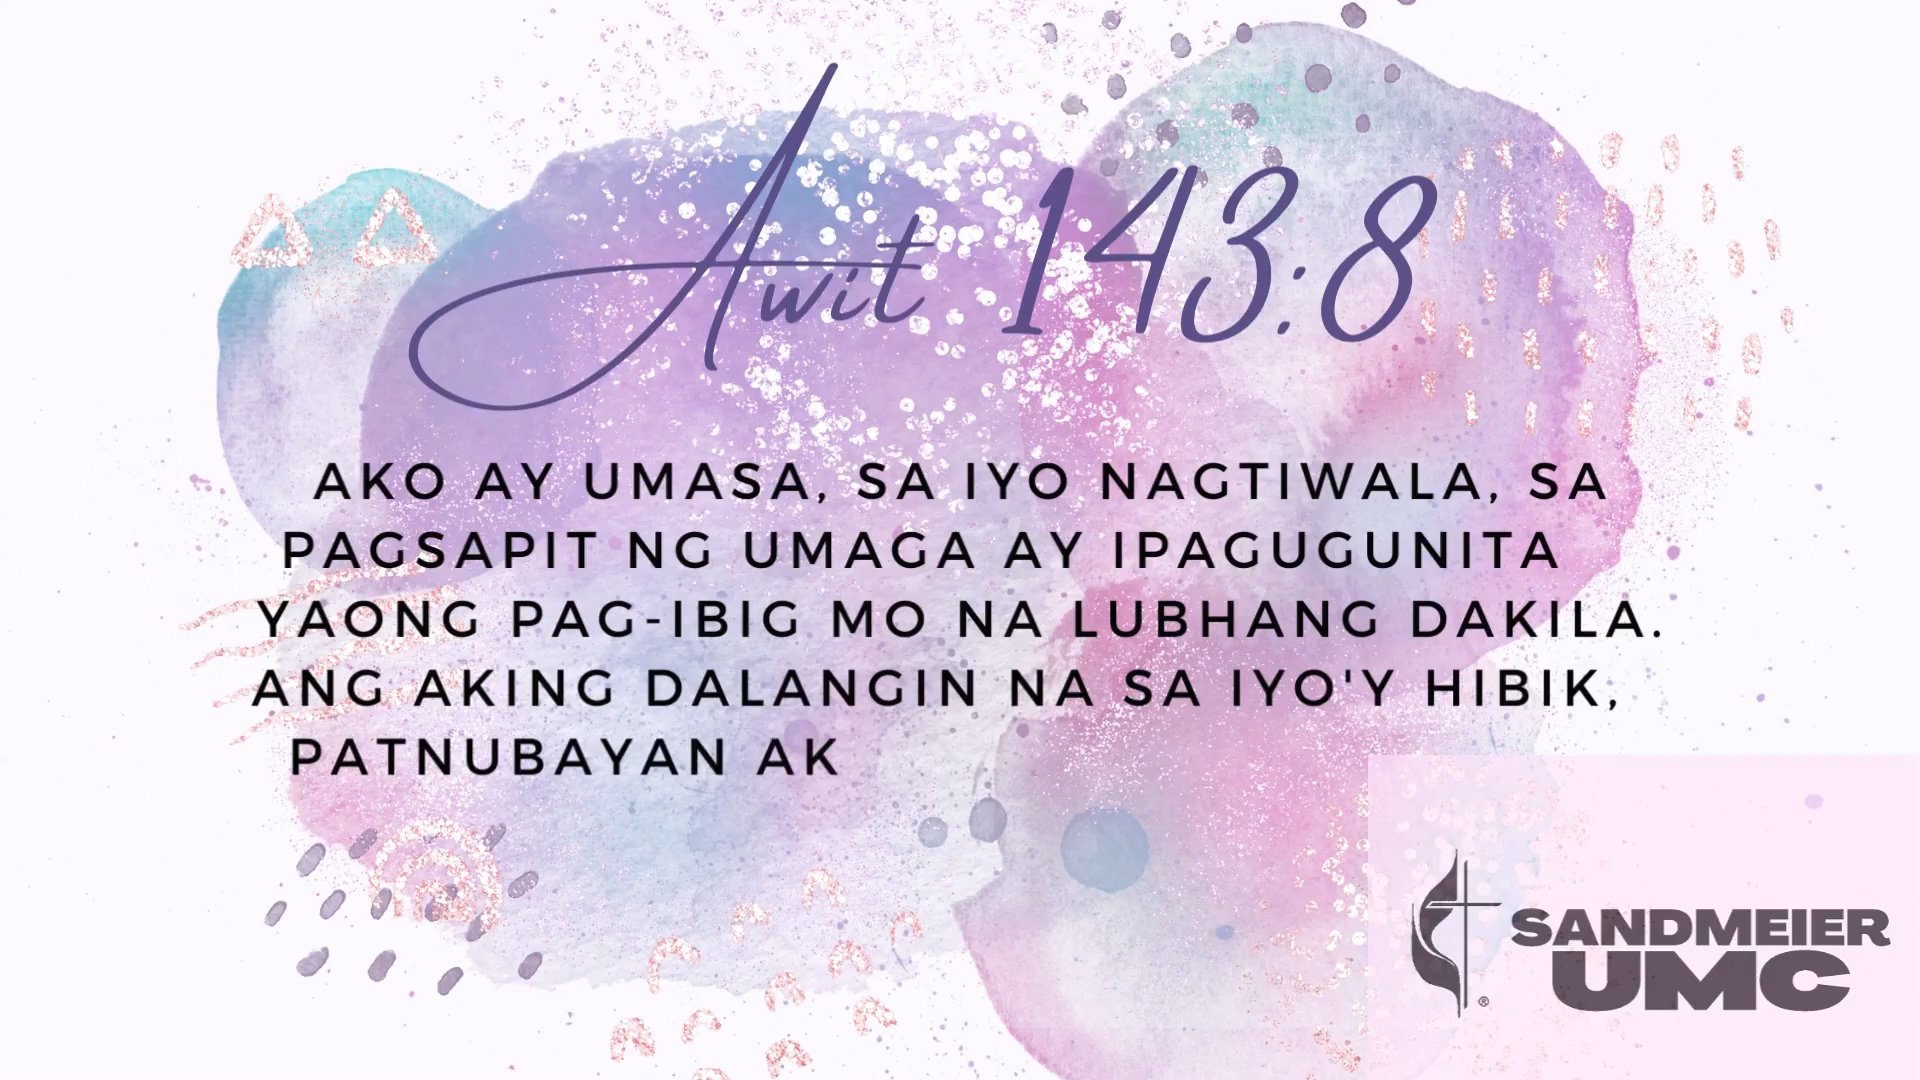 Awit 143:8
AKO AY UMASA, SA IYO NAGTIWALA, SA
PAGSAPIT NG UMAGA AY IPAGUGUNITA
YAONG PAG-IBIG MO NA LUBHANG DAKILA.
ANG AKING DALANGIN NA SA IYO'Y HIBIK,
PATNUBAYAN AK
SANDMEIER
UMC
®